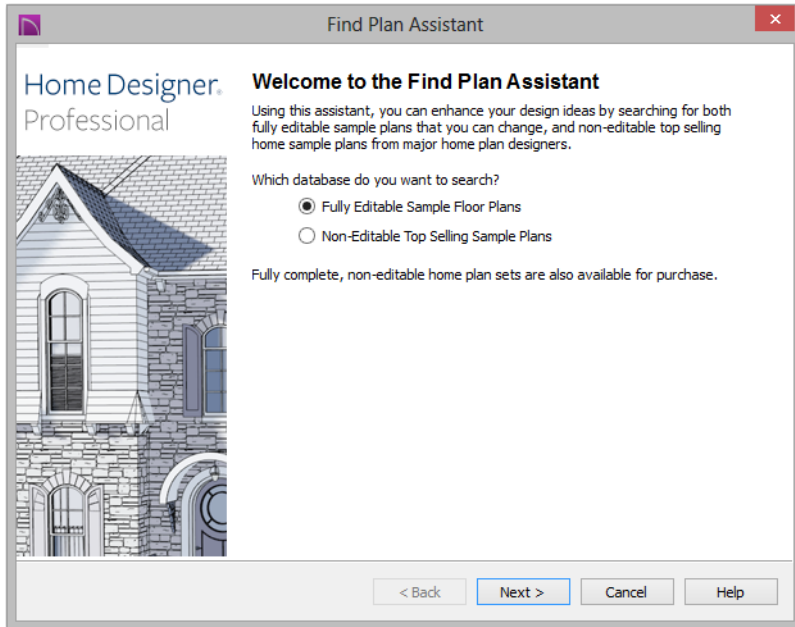 Find Plan Assistant
Home Designer®
Professional
Welcome to the Find Plan Assistant
Using this assistant, you can enhance your design ideas by searching for both
fully editable sample plans that you can change, and non-editable top selling
home sample plans from major home plan designers.
Which database do you want to search?
Fully Editable Sample Floor Plans
Non-Editable Top Selling Sample Plans
Fully complete, non-editable home plan sets are also available for purchase.
< Back
Next >
Cancel
Help